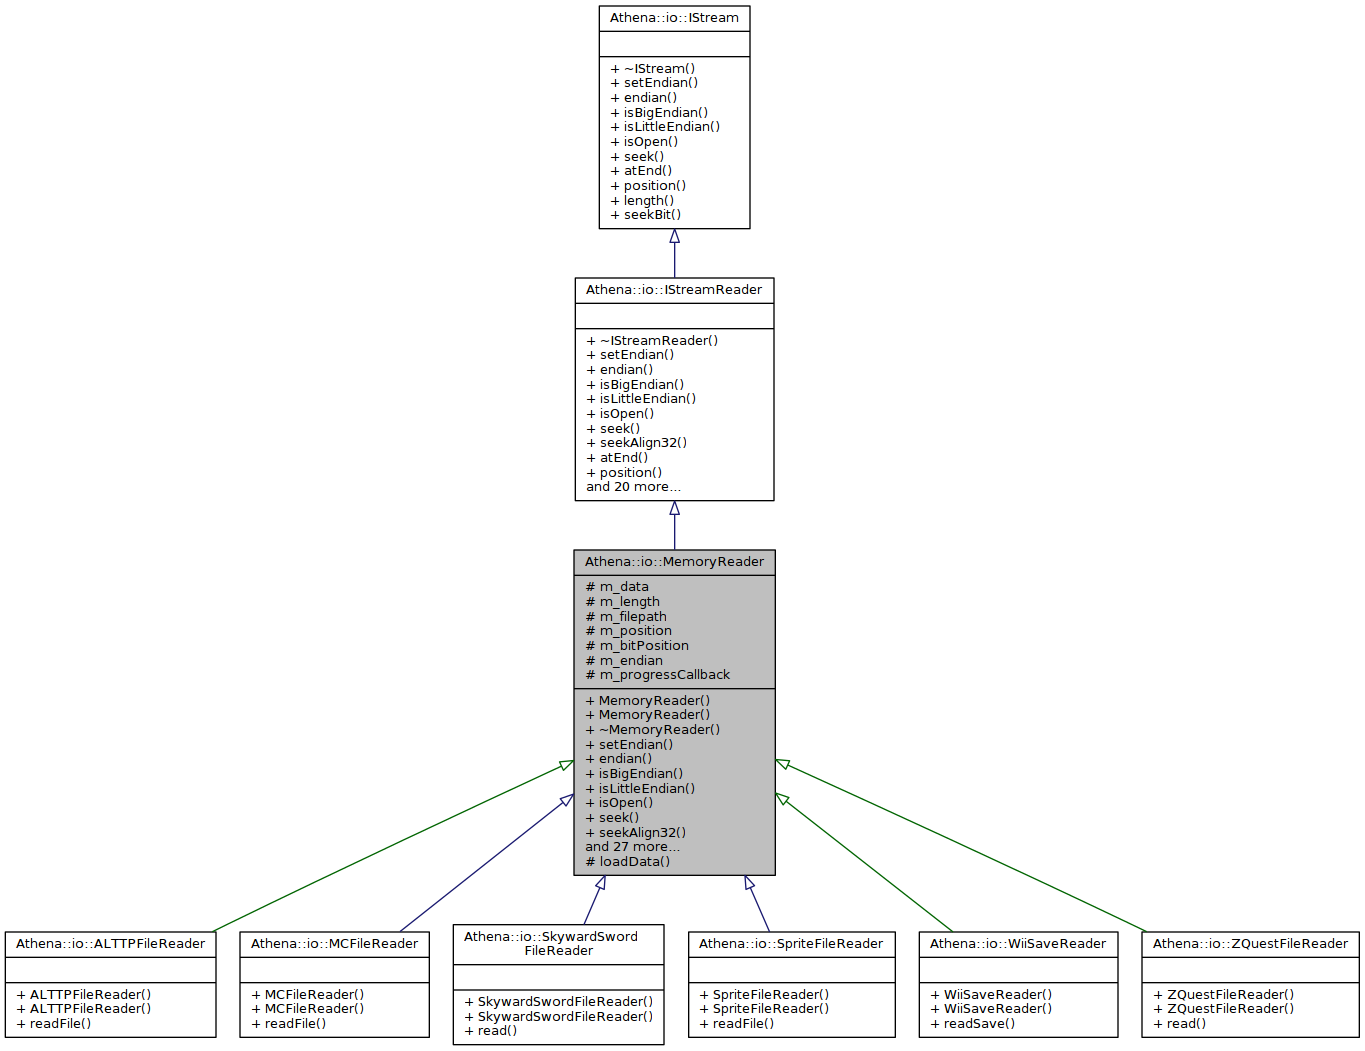 Athena::io::IStream
+ ~IStream()
+ setEndian()
+ endian()
+ isBigEndian()
+ isLittleEndian()
+ isOpen()
+ seek()
+ atEnd()
+ position()
+ length()
+ seekBit()
Athena::io::IStreamReader
+ ~IStreamReader()
+ setEndian()
+ endian()
+ isBigEndian()
+ isLittleEndian()
+ isOpen()
+ seek()
+ seekAlign32()
+ atEnd()
+ position()
and 20 more...
Athena::io::MemoryReader
# m_data
# m_length
# m_filepath
# m_position
# m_bitPosition
# m_endian
# m_progressCallback
+ MemoryReader()
+ MemoryReader()
+ ~MemoryReader()
+ setEndian()
+ endian()
+ isBigEndian()
+ isLittleEndian()
+ isOpen()
+ seek()
+ seekAlign32()
and 27 more...
# loadData()
Athena::io::ALTTPFileReader
+ ALTTPFileReader()
+ ALTTPFileReader()
+ readFile()
Athena::io::MCFileReader
+ MCFileReader()
+ MCFileReader()
+ readFile()
Athena::io::SkywardSword
FileReader
+ SkywardSwordFileReader()
+ SkywardSwordFileReader()
+ read()
Athena::io::SpriteFileReader
+ SpriteFileReader()
+ SpriteFileReader()
+ readFile()
Athena::io::WiiSaveReader
+ WiiSaveReader()
+ WiiSaveReader()
+ readSave()
Athena::io::ZQuestFileReader
+ ZQuestFileReader()
+ ZQuestFileReader()
+ read()